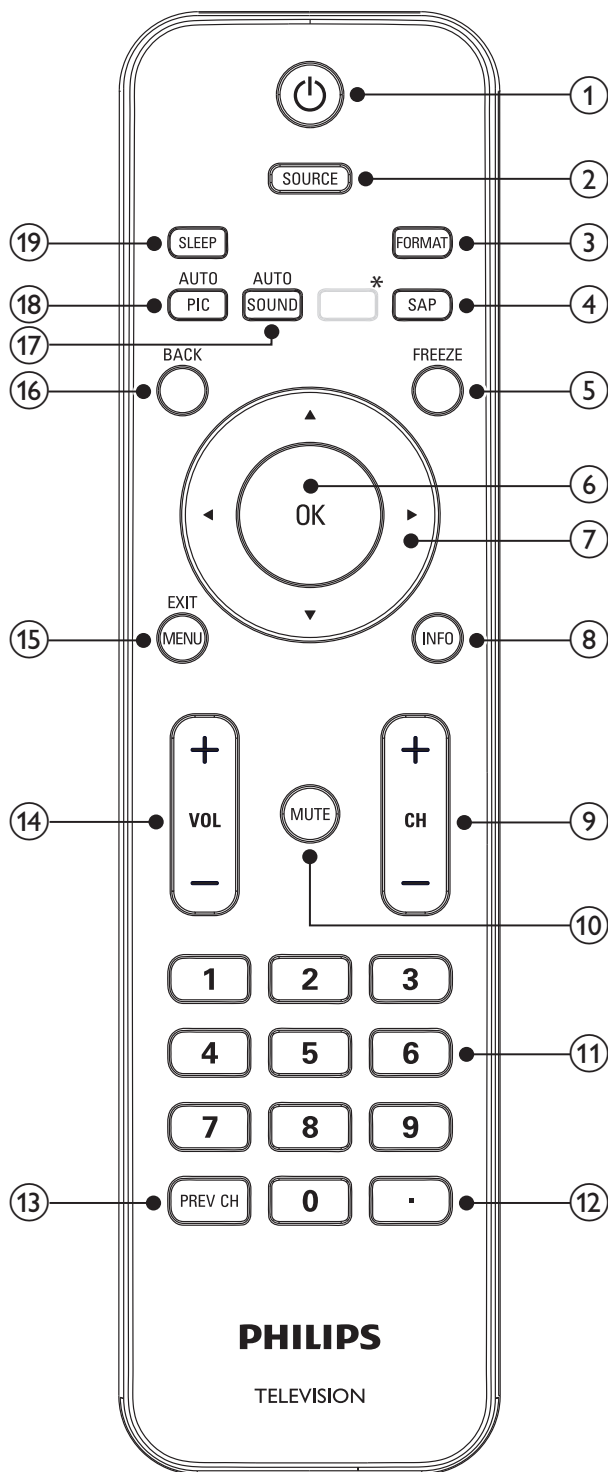 1
SOURCE
2
19
SLEEP
FORMAT
3
AUTO
AUTO
*
18
PIC
SOUND
SAP
4
17
BACK
FREEZE
16
5
6
OK
7
EXIT
15
MENU
INFO
8
+
+
14
VOL
MUTE
CH
9
−
−
10
1 2 3
4 5 6
11
7 8 9
13
PREV CH
0
.
12
PHILIPS
TELEVISION